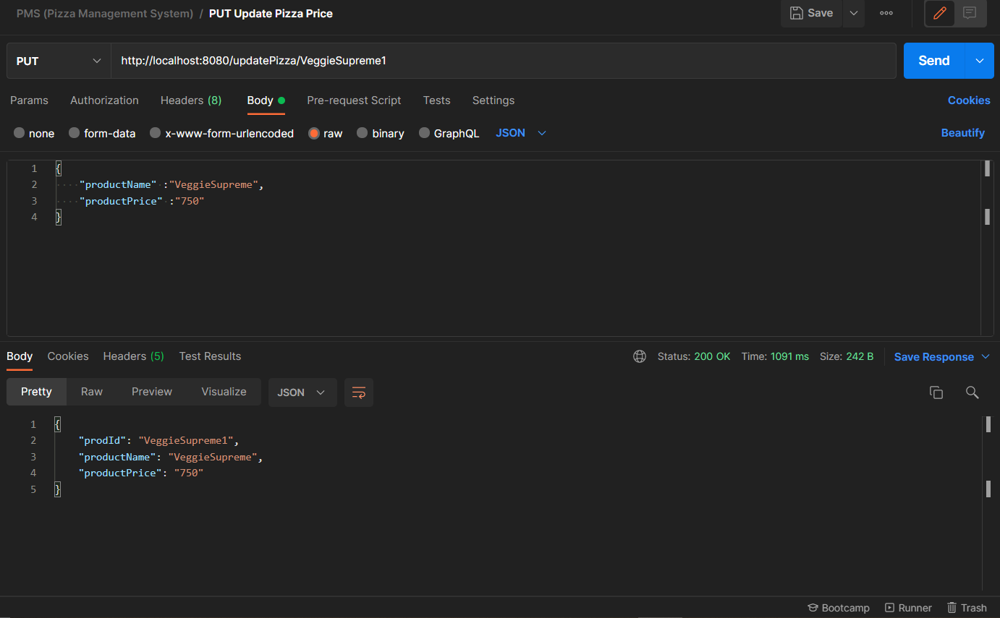 PMS (Pizza Management System) / PUT Update Pizza Price Save
PUT http://localhost:8080/updatePizza/VeggieSupreme1 Send
Params Authorization Headers (8) Body Pre-request Script Tests Settings Cookies
none form-data x-www-form-urlencoded raw binary GraphQL JSON Beautify
1 {
2 "productName" :"VeggieSupreme",
3 "productPrice" :"750"
4 }
Body Cookies Headers (5) Test Results Status: 200 OK Time: 1091 ms Size: 242 B Save Response
Pretty Raw Preview Visualize JSON
1 {
2 "prodId": "VeggieSupreme1",
3 "productName": "VeggieSupreme",
4 "productPrice": "750"
5 }
Bootcamp Runner Trash